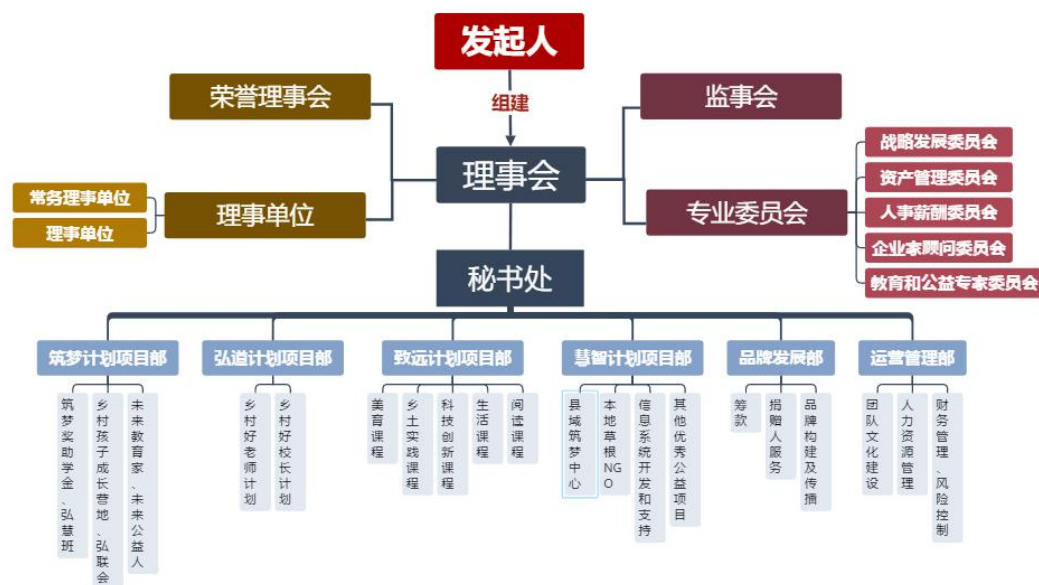 发起人
组建
荣誉理事会
监事会
理事会
战略发展委员会
资产管理委员会
常务理事单位
理事单位
理事单位
专业委员会
人事薪酬委员会
企业家顾问委员会
教育和公益专家委员会
秘书处
筑梦计划项目部
弘道计划项目部
致远计划项目部
慧智计划项目部
品牌发展部
运营管理部
筑梦奖助学金、弘慧班
乡村孩子成长营地、弘联会
未来教育家、未来公益人
乡村好老师计划
乡村好校长计划
美育课程
乡土实践课程
科技创新课程
生活课程
阅读课程
县域筑梦中心
本地草根NGO
信息系统开发和支持
其他优秀公益项目
筹款
捐赠人服务
品牌构建及传播
团队文化建设
人力资源管理
财务管理、风险控制